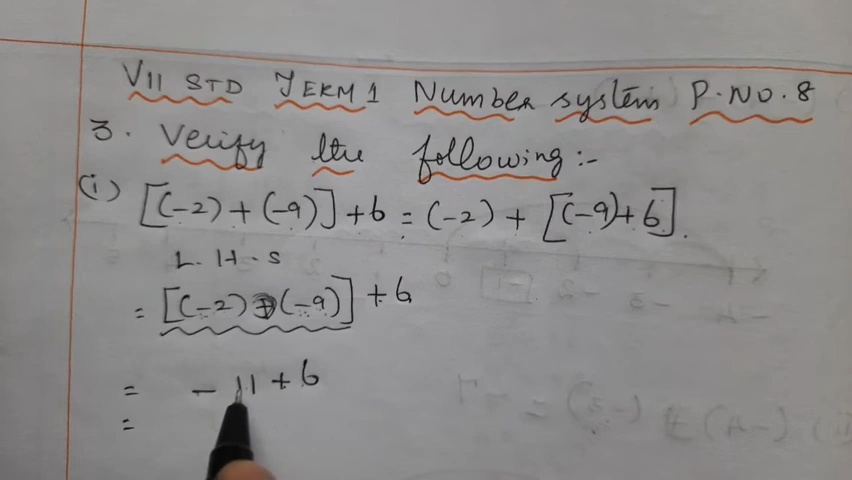 VII STD TERM 1 Number system P.NO.8
3. Verify the following:-
(i) [(-2)+(-9)]+6=(-2)+[(-9)+6].
L.H.S
= [(-2)+(-9)]+6
= -11+6
=